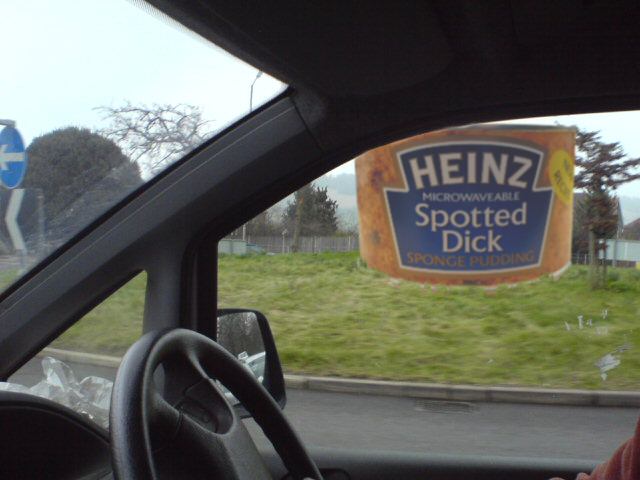 HEINZ
MICROWAVEABLE
Spotted
Dick
SPONGE PUDDING